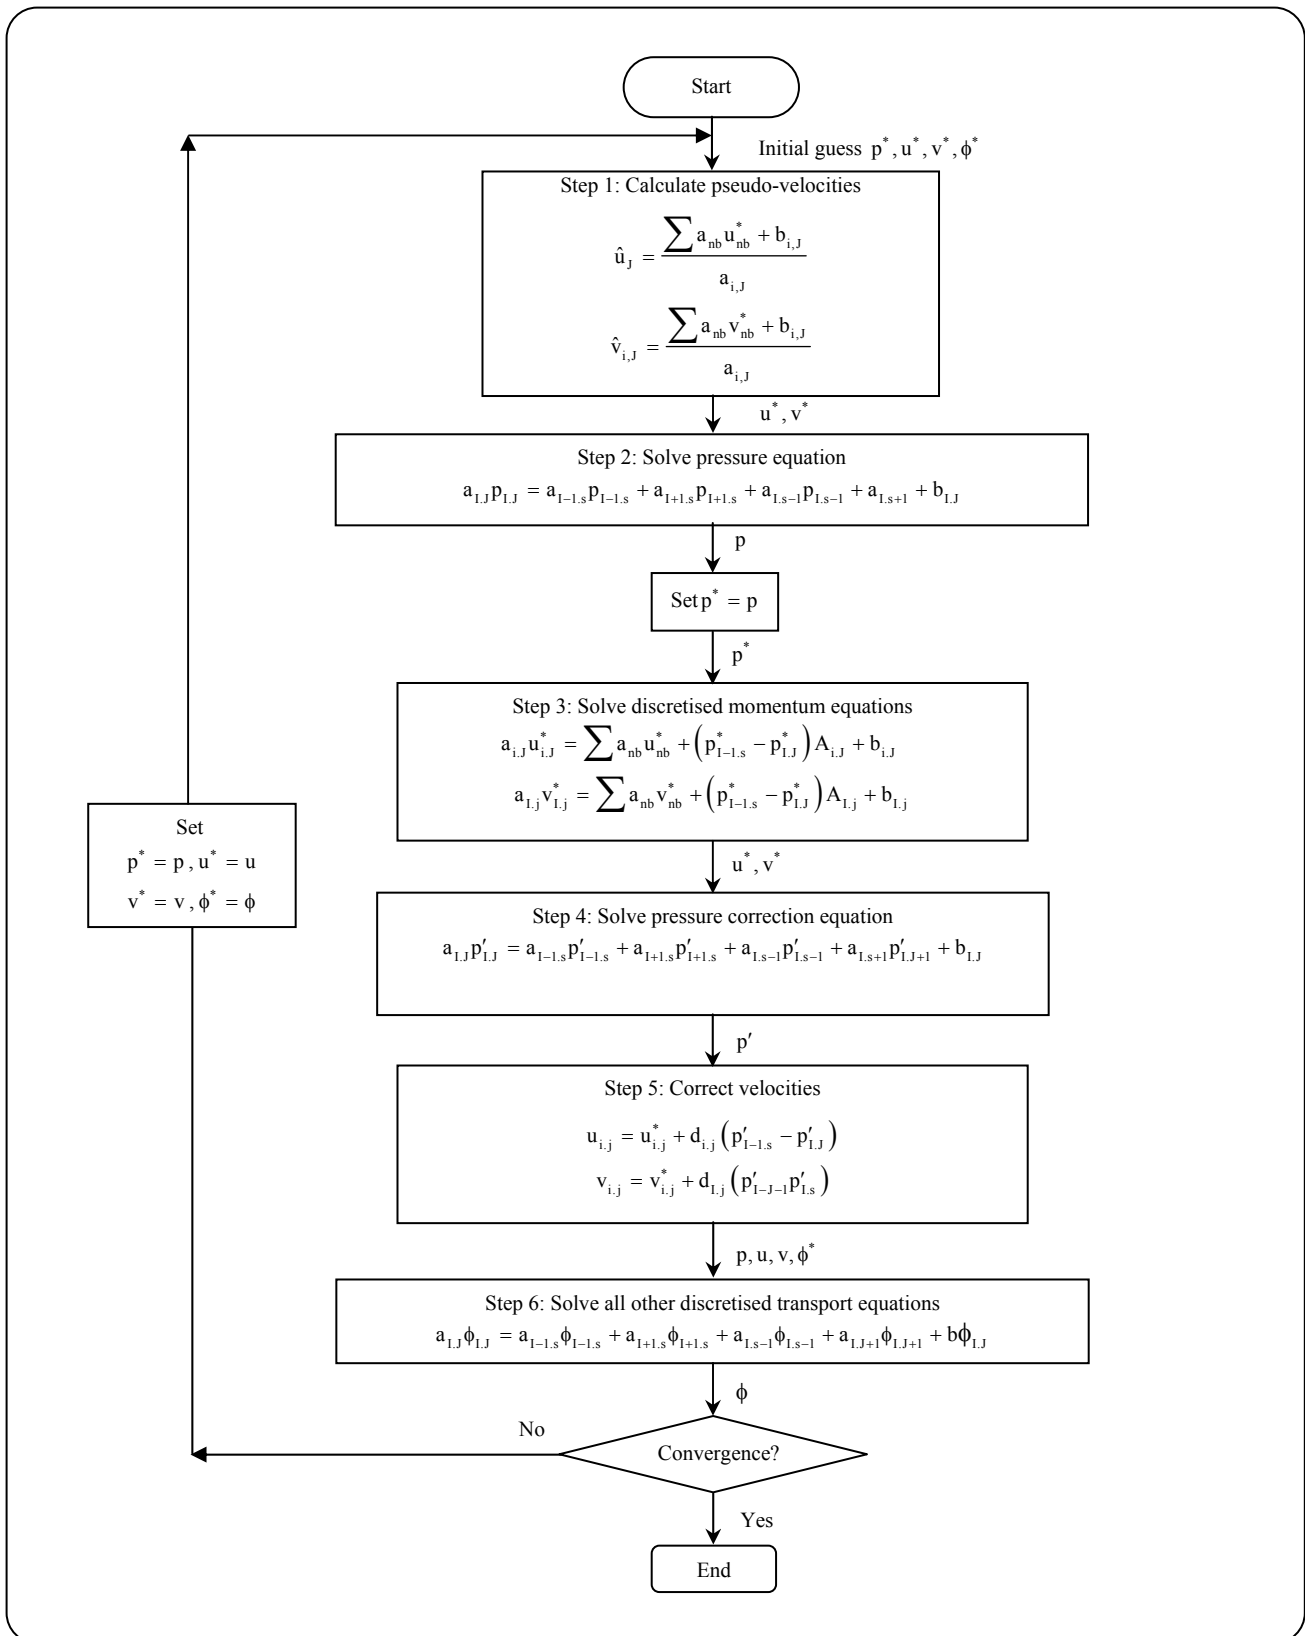 Start
Initial guess p*, u*, v*, ϕ*
Step 1: Calculate pseudo-velocities
û_J = (∑ a_nb u*_nb + b_i,J) / a_i,J
v̂_i,J = (∑ a_nb v*_nb + b_i,J) / a_i,J
u*, v*
Step 2: Solve pressure equation
a_I.J p_I.J = a_I−1.s p_I−1.s + a_I+1.s p_I+1.s + a_I.s−1 p_I.s−1 + a_I.s+1 + b_I.J
p
Set p* = p
p*
Step 3: Solve discretised momentum equations
a_i.J u*_i.J = ∑ a_nb u*_nb + (p*_I−1.s − p*_I.J) A_i.J + b_i.J
a_I.j v*_I.j = ∑ a_nb v*_nb + (p*_I−1.s − p*_I.J) A_I.j + b_I.j
u*, v*
Set
p* = p, u* = u
v* = v, ϕ* = ϕ
Step 4: Solve pressure correction equation
a_I.J p′_I.J = a_I−1.s p′_I−1.s + a_I+1.s p′_I+1.s + a_I.s−1 p′_I.s−1 + a_I.s+1 p′_I.J+1 + b_I.J
p′
Step 5: Correct velocities
u_i.j = u*_i.j + d_i.j (p′_I−1.s − p′_I.J)
v_i.j = v*_i.j + d_I.j (p′_I−J−1 p′_I.s)
p, u, v, ϕ*
Step 6: Solve all other discretised transport equations
a_I.J ϕ_I.J = a_I−1.s ϕ_I−1.s + a_I+1.s ϕ_I+1.s + a_I.s−1 ϕ_I.s−1 + a_I.J+1 ϕ_I.J+1 + bϕ_I.J
ϕ
No
Convergence?
Yes
End